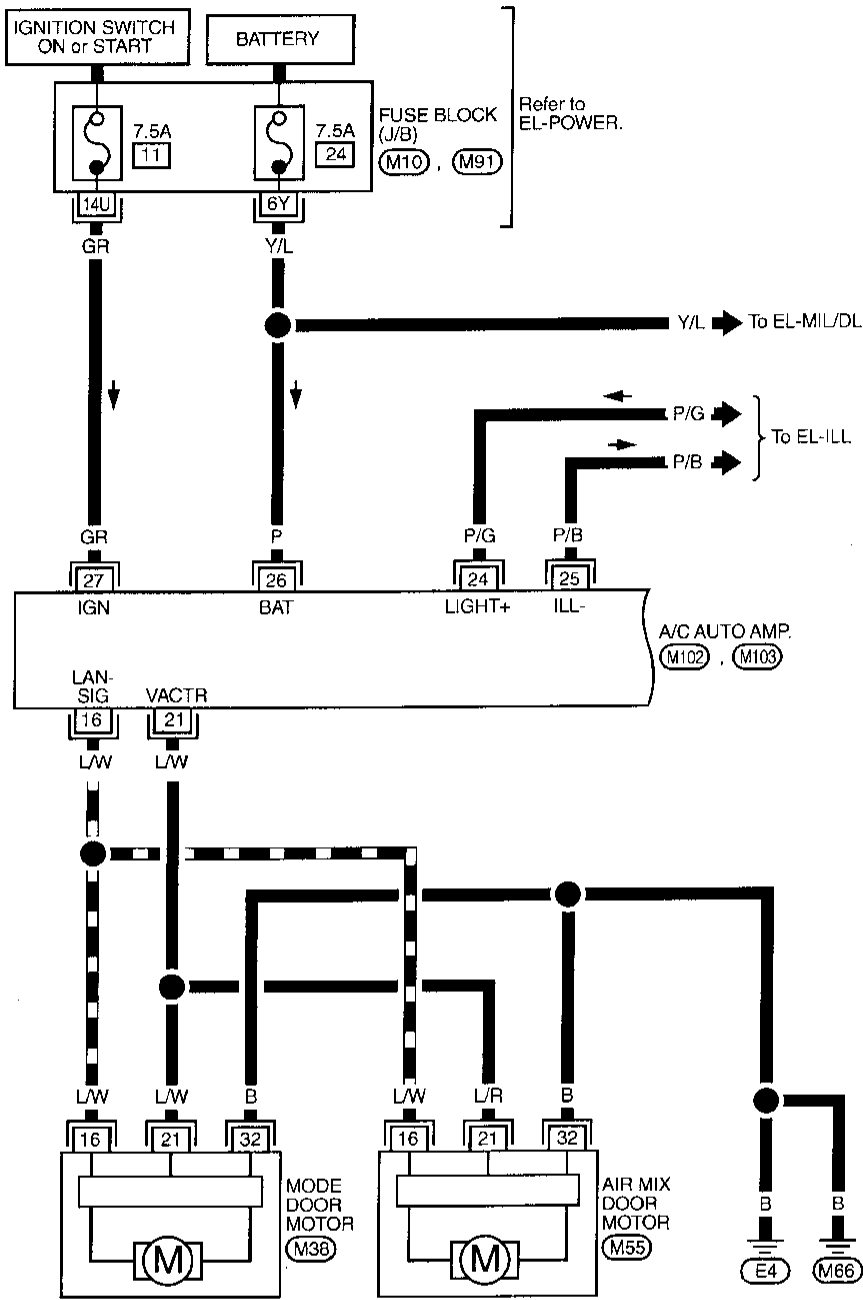 IGNITION SWITCH
ON or START
BATTERY
Refer to
EL-POWER.
7.5A
11
7.5A
24
FUSE BLOCK
(J/B)
M10 , M91
14U
6Y
GR
Y/L
Y/L
To EL-MIL/DL
P/G
To EL-ILL
P/B
GR
P
P/G
P/B
27
26
24
25
IGN
BAT
LIGHT+
ILL-
A/C AUTO AMP.
M102 , M103
LAN-
SIG
VACTR
16
21
L/W
L/W
L/W
L/W
B
L/W
L/R
B
16
21
32
16
21
32
MODE
DOOR
MOTOR
M38
M
AIR MIX
DOOR
MOTOR
M55
M
B
B
E4
M66